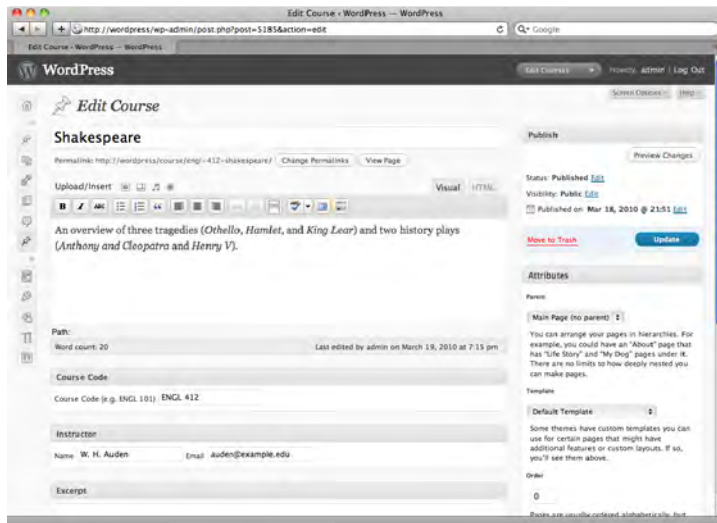 Edit Course ‹ WordPress — WordPress
http://wordpress/wp-admin/post.php?post=5185&action=edit
Google
Edit Course ‹ WordPress — WordPress
WordPress
Edit Courses
Howdy, admin | Log Out
Screen Options
Help
Edit Course
Shakespeare
Permalink: http://wordpress/course/engl-412-shakespeare/ Change Permalinks View Page
Upload/Insert
Visual
HTML
B I ABC
An overview of three tragedies (Othello, Hamlet, and King Lear) and two history plays
(Anthony and Cleopatra and Henry V).
Path:
Word count: 20
Last edited by admin on March 19, 2010 at 7:15 pm
Course Code
Course Code (e.g. ENGL 101) ENGL 412
Instructor
Name W. H. Auden Email auden@example.edu
Excerpt
Publish
Preview Changes
Status: Published Edit
Visibility: Public Edit
Published on: Mar 18, 2010 @ 21:51 Edit
Move to Trash
Update
Attributes
Parent
Main Page (no parent)
You can arrange your pages in hierarchies. For
example, you could have an "About" page that
has "Life Story" and "My Dog" pages under it.
There are no limits to how deeply nested you
can make pages.
Template
Default Template
Some themes have custom templates you can
use for certain pages that might have
additional features or custom layouts. If so,
you'll see them above.
Order
0
Pages are usually ordered alphabetically, but